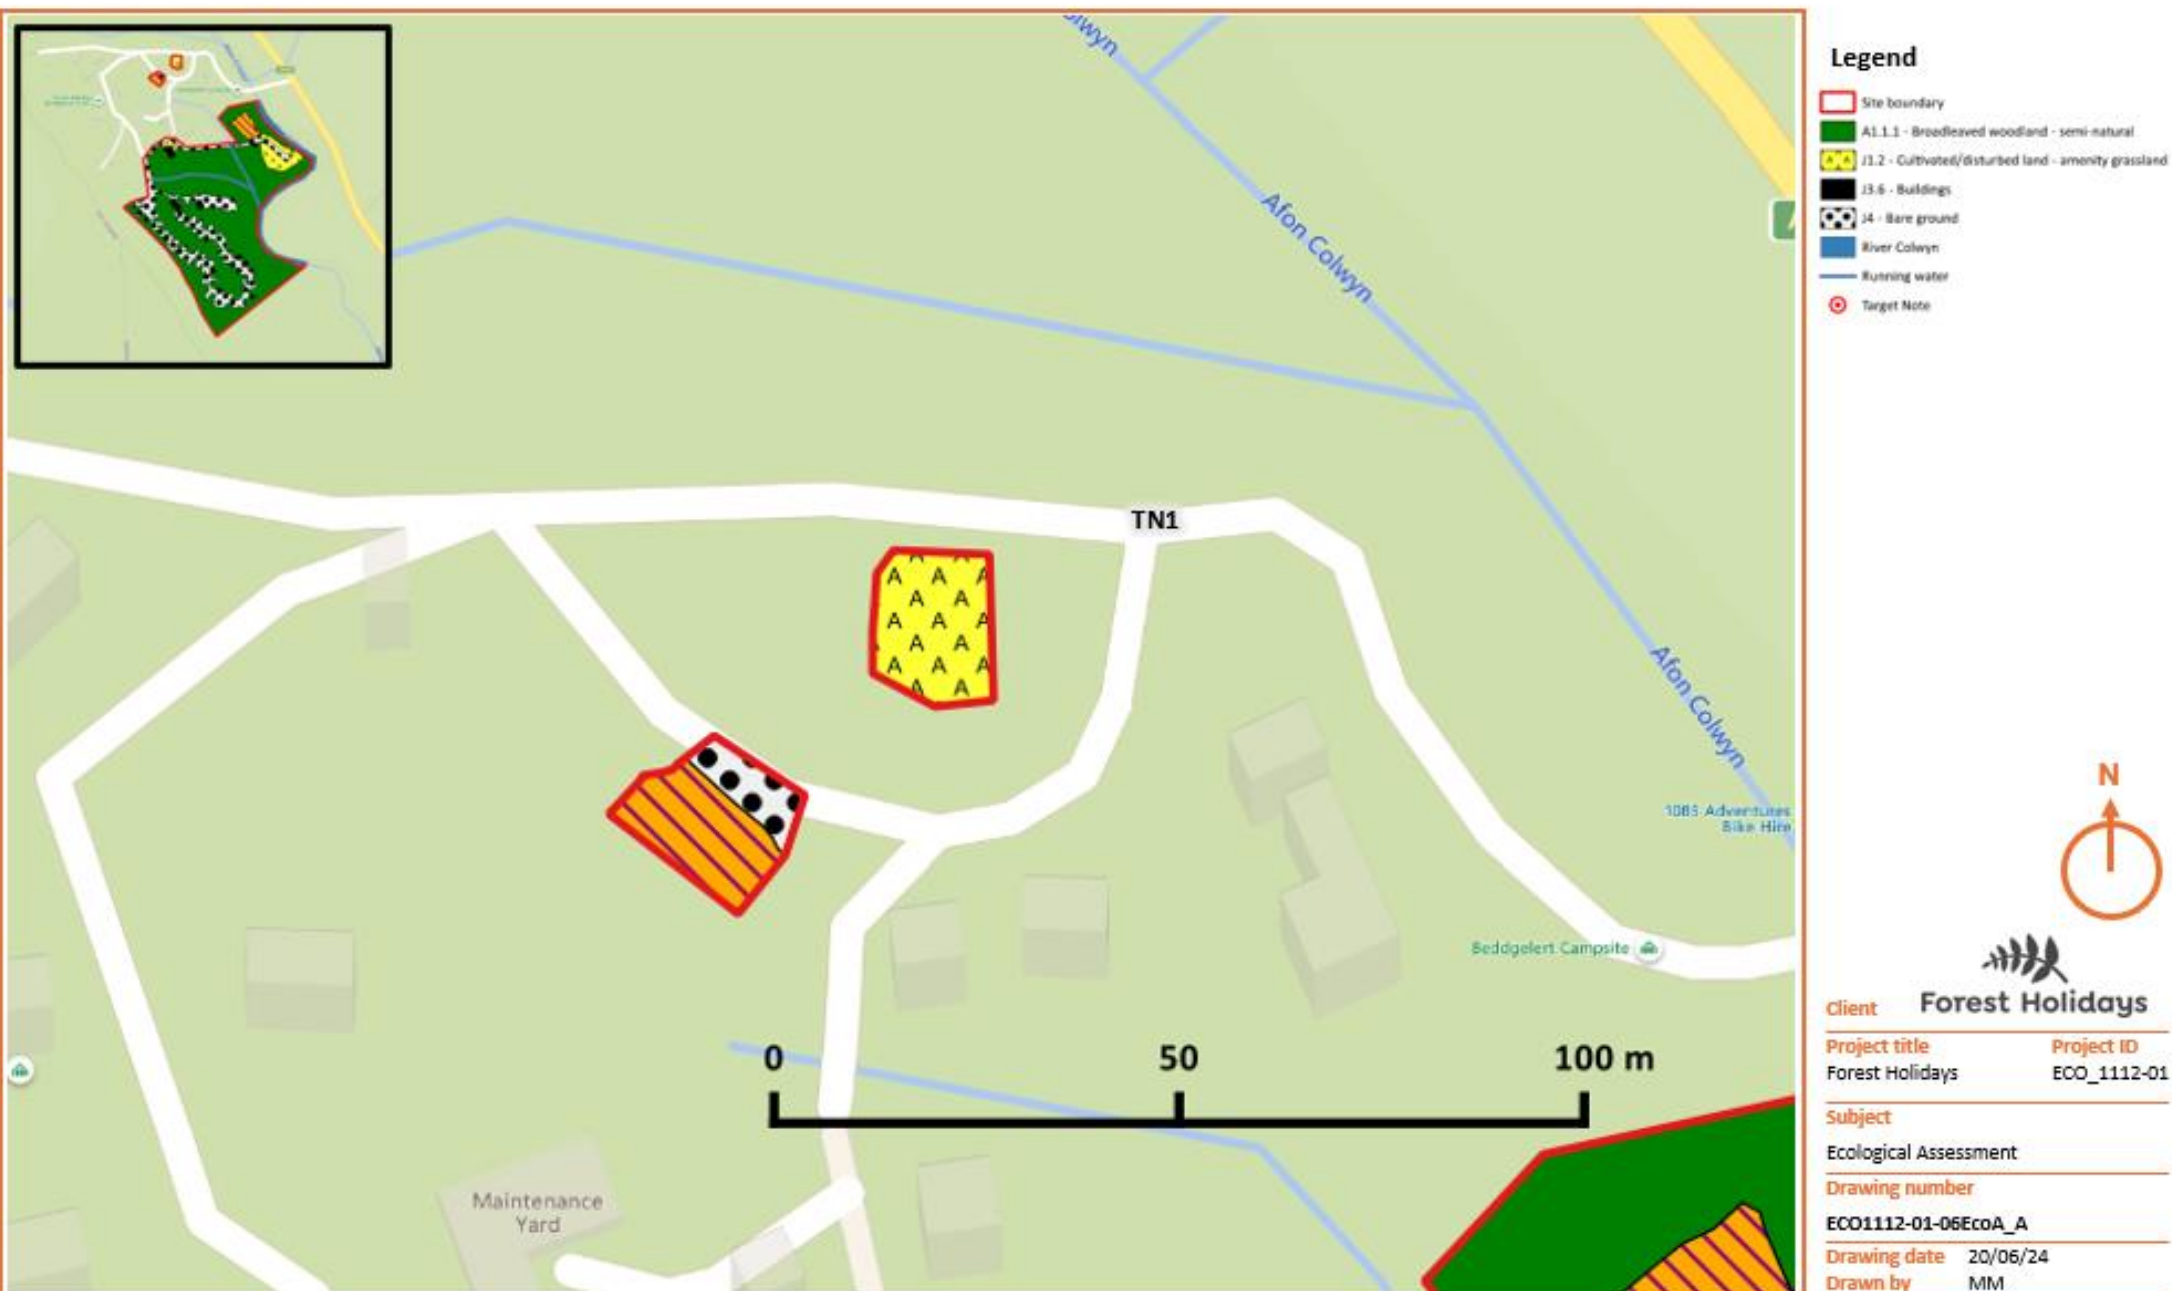 Colwyn
Afon Colwyn
TN1
Afon Colwyn
1085 Adventures
Bike Hire
Beddgelert Campsite
0 50 100 m
Maintenance
Yard
Legend
Site boundary
A1.1.1 - Broadleaved woodland - semi-natural
J1.2 - Cultivated/disturbed land - amenity grassland
J3.6 - Buildings
J4 - Bare ground
River Colwyn
Running water
Target Note
N
Client Forest Holidays
Project title Project ID
Forest Holidays ECO_1112-01
Subject
Ecological Assessment
Drawing number
ECO1112-01-06EcoA_A
Drawing date 20/06/24
Drawn by MM